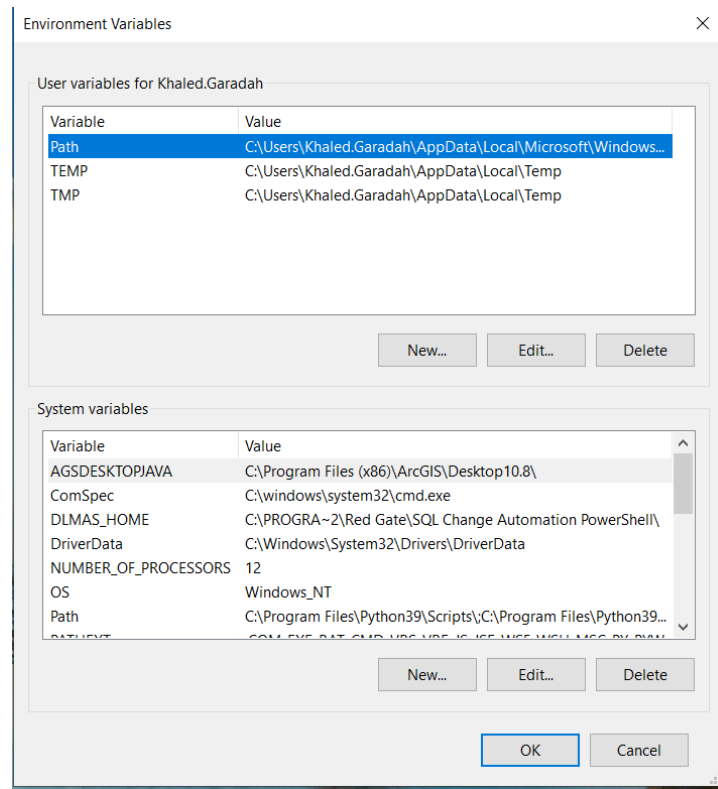 Environment Variables
User variables for Khaled.Garadah
Variable Value
Path C:\Users\Khaled.Garadah\AppData\Local\Microsoft\Windows...
TEMP C:\Users\Khaled.Garadah\AppData\Local\Temp
TMP C:\Users\Khaled.Garadah\AppData\Local\Temp
New... Edit... Delete
System variables
Variable Value
AGSDESKTOPJAVA C:\Program Files (x86)\ArcGIS\Desktop10.8\
ComSpec C:\windows\system32\cmd.exe
DLMAS_HOME C:\PROGRA~2\Red Gate\SQL Change Automation PowerShell\
DriverData C:\Windows\System32\Drivers\DriverData
NUMBER_OF_PROCESSORS 12
OS Windows_NT
Path C:\Program Files\Python39\Scripts\;C:\Program Files\Python39...
New... Edit... Delete
OK Cancel